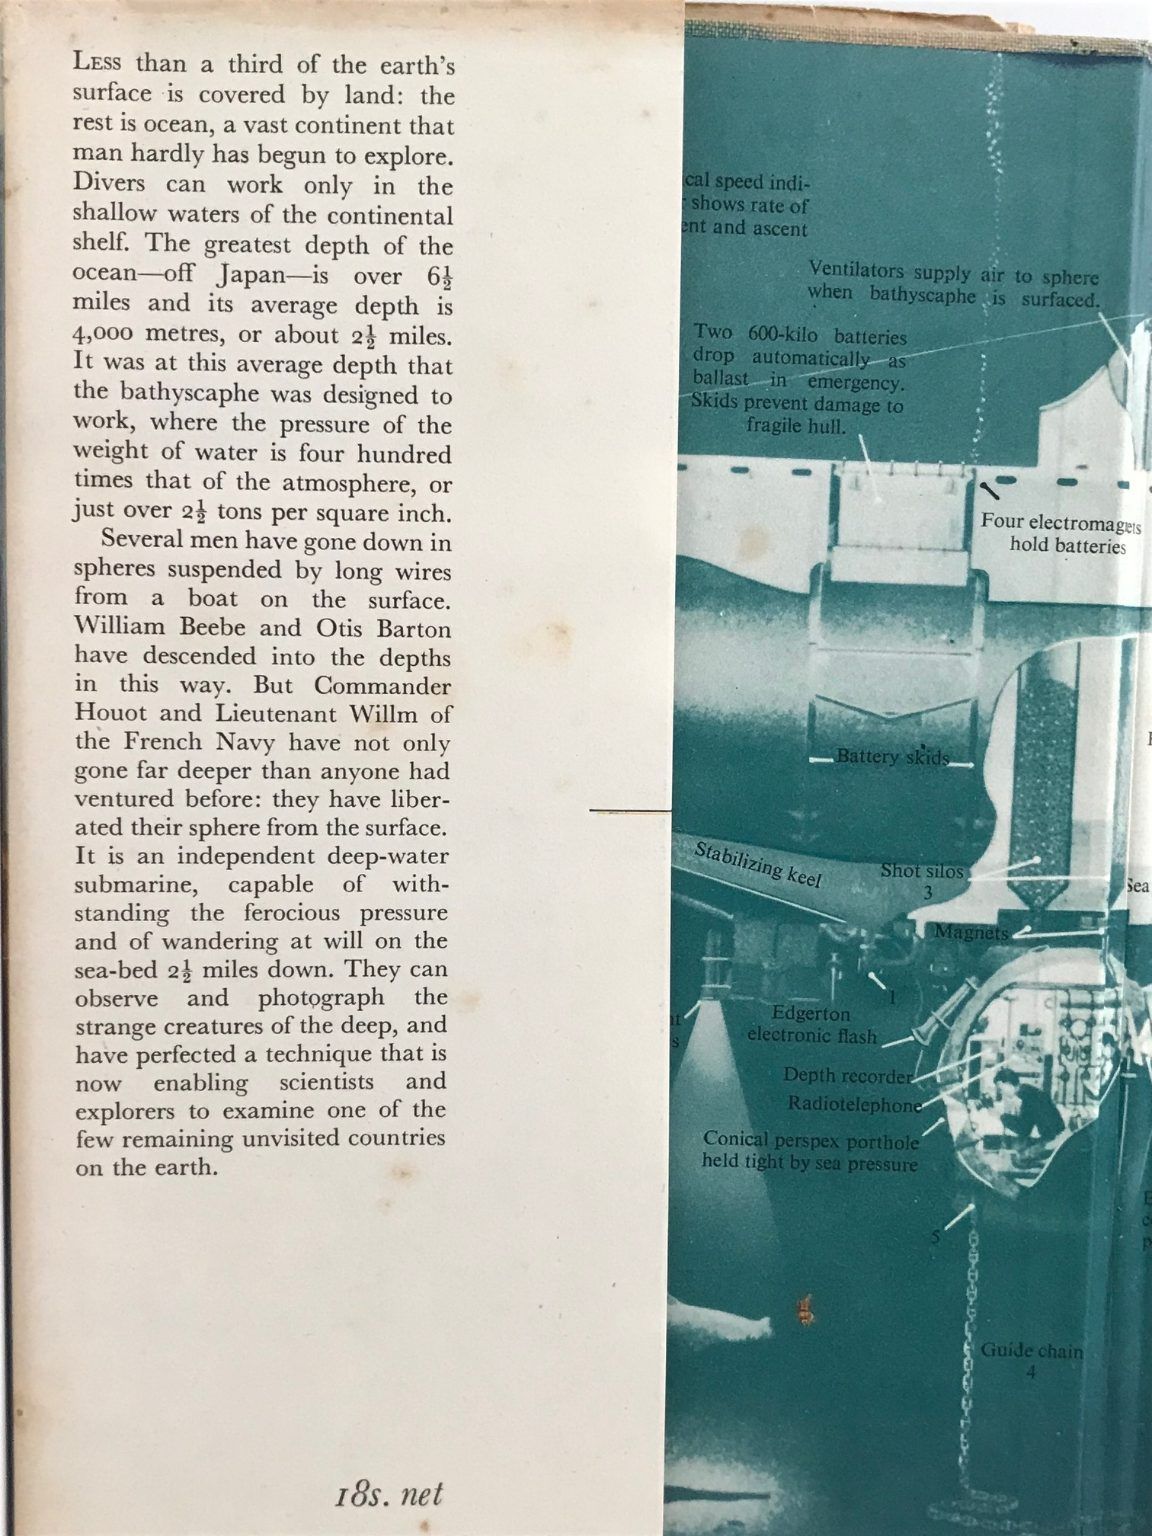 LESS than a third of the earth's
surface is covered by land: the
rest is ocean, a vast continent that
man hardly has begun to explore.
Divers can work only in the
shallow waters of the continental
shelf. The greatest depth of the
ocean—off Japan—is over 6½
miles and its average depth is
4,000 metres, or about 2½ miles.
It was at this average depth that
the bathyscaphe was designed to
work, where the pressure of the
weight of water is four hundred
times that of the atmosphere, or
just over 2½ tons per square inch.
Several men have gone down in
spheres suspended by long wires
from a boat on the surface.
William Beebe and Otis Barton
have descended into the depths
in this way. But Commander
Houot and Lieutenant Willm of
the French Navy have not only
gone far deeper than anyone had
ventured before: they have liber-
ated their sphere from the surface.
It is an independent deep-water
submarine, capable of with-
standing the ferocious pressure
and of wandering at will on the
sea-bed 2½ miles down. They can
observe and photograph the
strange creatures of the deep, and
have perfected a technique that is
now enabling scientists and
explorers to examine one of the
few remaining unvisited countries
on the earth.
18s. net
cal speed indi-
shows rate of
ent and ascent
Ventilators supply air to sphere
when bathyscaphe is surfaced.
Two 600-kilo batteries
drop automatically as
ballast in emergency.
Skids prevent damage to
fragile hull.
Four electromagnets
hold batteries
Battery skids
Stabilizing keel
Shot silos
3
Sea
Magnets
1
Edgerton
electronic flash
Depth recorder
Radiotelephone
Conical perspex porthole
held tight by sea pressure
5
Guide chain
4